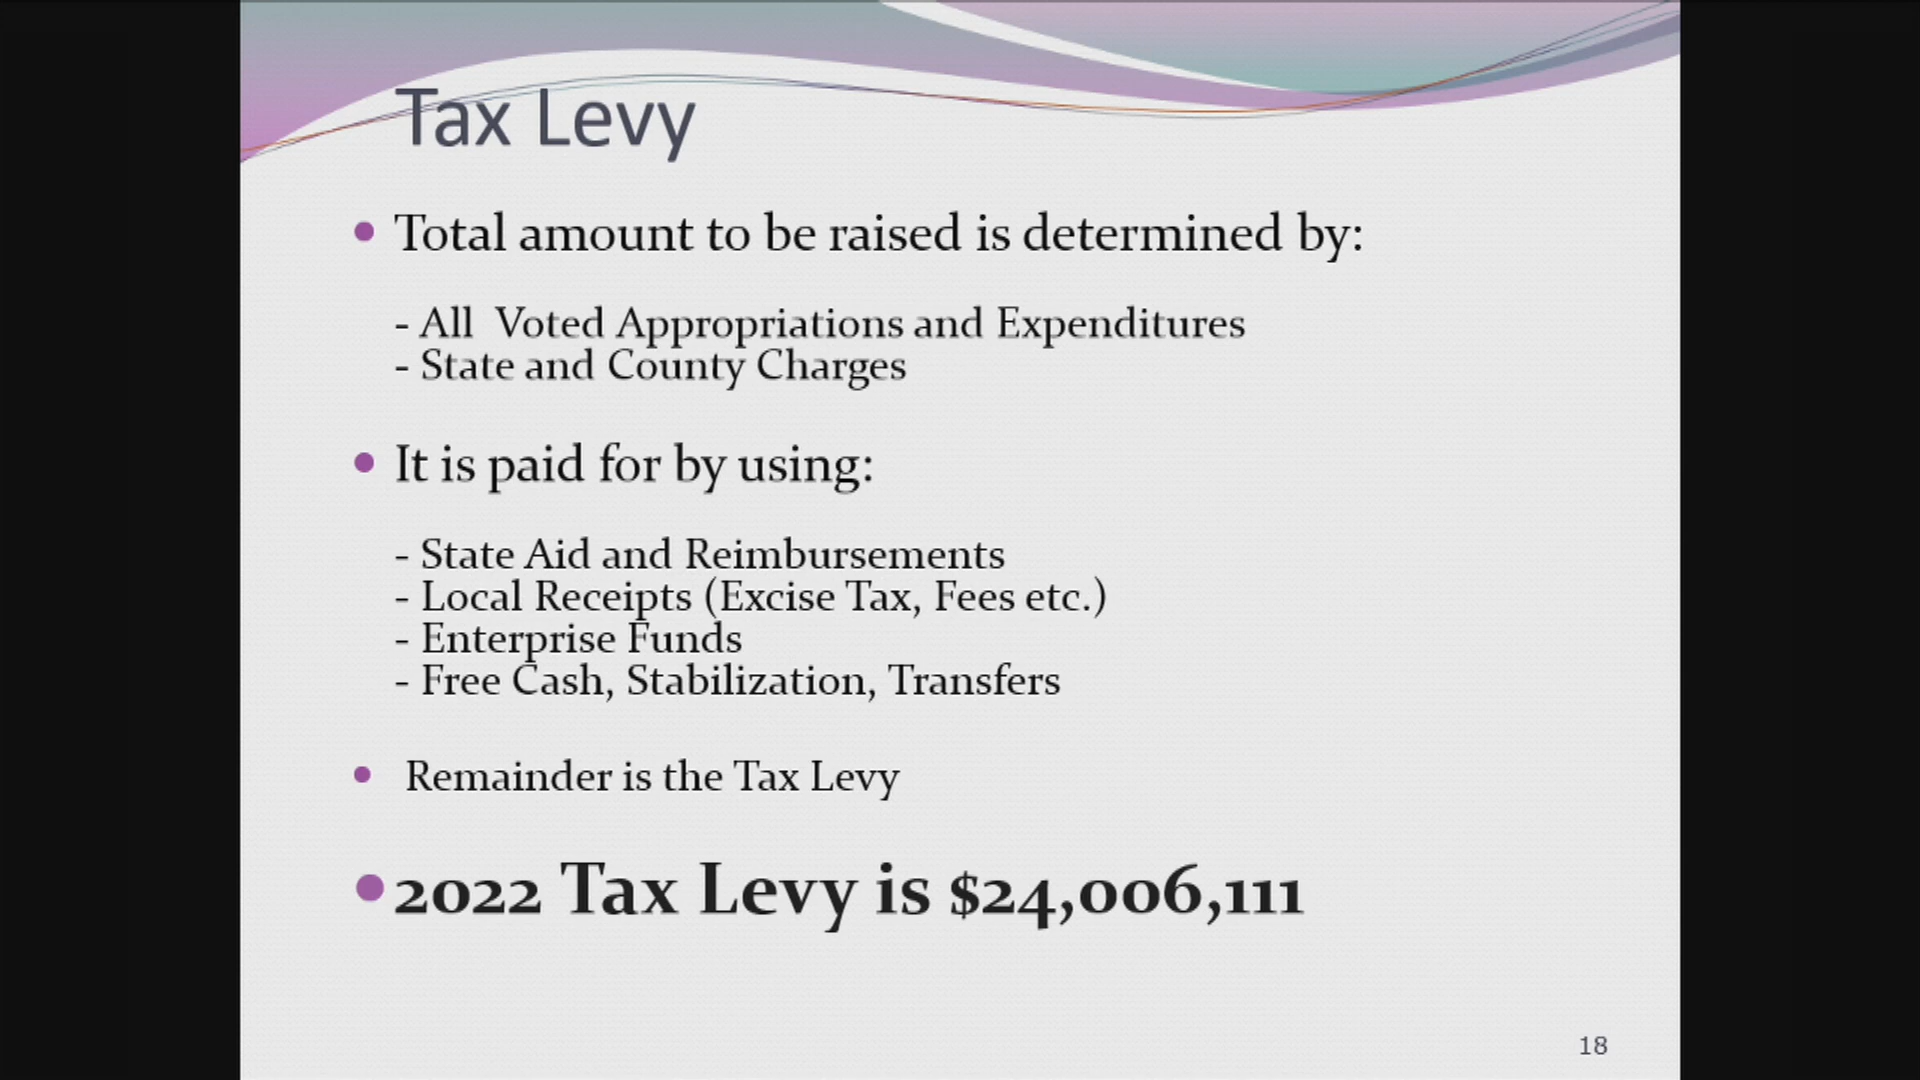 Tax Levy
• Total amount to be raised is determined by:
- All  Voted Appropriations and Expenditures
- State and County Charges
• It is paid for by using:
- State Aid and Reimbursements
- Local Receipts (Excise Tax, Fees etc.)
- Enterprise Funds
- Free Cash, Stabilization, Transfers
• Remainder is the Tax Levy
• 2022 Tax Levy is $24,006,111
18